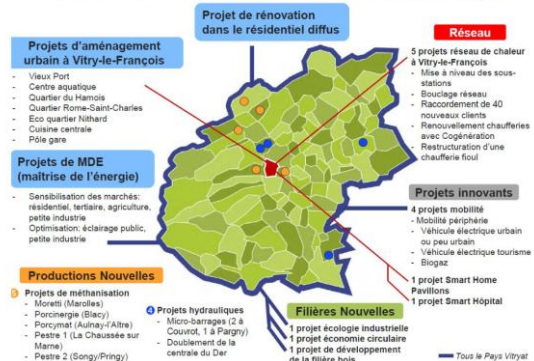 Projet de rénovation
dans le résidentiel diffus
Projets d'aménagement
urbain à Vitry-le-François
- Vieux Port
- Centre aquatique
- Quartier du Hamois
- Quartier Rome-Saint-Charles
- Eco quartier Nithard
- Cuisine centrale
- Pôle gare
Projets de MDE
(maîtrise de l'énergie)
- Sensibilisation des marchés:
résidentiel, tertiaire, agriculture,
petite industrie
- Optimisation: éclairage public,
petite industrie
Productions Nouvelles
5 Projets de méthanisation
- Moretti (Marolles)
- Porcinergie (Blacy)
- Porcymat (Aulnay-l'Altre)
- Pestre 1 (La Chaussée sur
Marne)
- Pestre 2 (Songy/Pringy)
4 Projets hydrauliques
- Micro-barrages (2 à
Couvrot, 1 à Pargny)
- Doublement de la
centrale du Der
Filières Nouvelles
1 projet écologie industrielle
1 projet économie circulaire
1 projet de développement
de la filière bois
Réseau
5 projets réseau de chaleur
à Vitry-le-François
- Mise à niveau des sous-
stations
- Bouclage réseau
- Raccordement de 40
nouveaux clients
- Renouvellement chaufferies
avec Cogénération
- Restructuration d'une
chaufferie fioul
Projets innovants
4 projets mobilité
- Mobilité périphérie
- Véhicule électrique urbain
ou peu urbain
- Véhicule électrique tourisme
- Biogaz
1 projet Smart Home
Pavillons
1 projet Smart Hôpital
Tous le Pays Vitryat